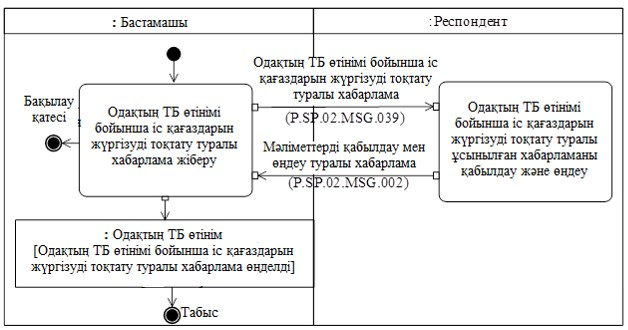 : Бастамашы
:Респондент
Одақтың ТБ өтінімі бойынша іс
қағаздарын жүргізуді тоқтату
туралы хабарлама
(P.SP.02.MSG.039)
Бақылау
қатесі
Одақтың ТБ өтінімі
бойынша іс қағаздарын
жүргізуді тоқтату туралы
хабарлама жіберу
Одақтың ТБ өтінімі
бойынша іс қағаздарын
жүргізуді тоқтату туралы
ұсынылған хабарламаны
қабылдау және өңдеу
Мәліметтерді қабылдау мен
өңдеу туралы хабарлама
(P.SP.02.MSG.002)
: Одақтың ТБ өтінім
[Одақтың ТБ өтінімі бойынша іс қағаздарын
жүргізуді тоқтату туралы хабарлама өңделді]
Табыс